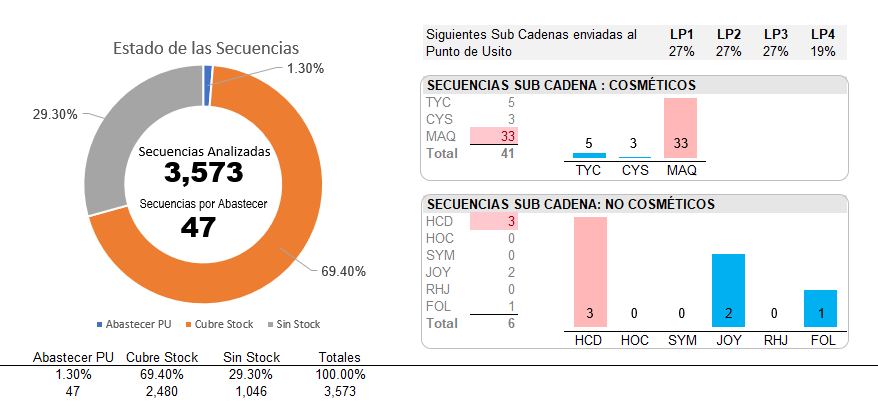 Estado de las Secuencias
1.30%
29.30%
Secuencias Analizadas
3,573
Secuencias por Abastecer
47
69.40%
Abastecer PU Cubre Stock Sin Stock
Abastecer PU Cubre Stock Sin Stock Totales
1.30% 69.40% 29.30% 100.00%
47 2,480 1,046 3,573
Siguientes Sub Cadenas enviadas al LP1 LP2 LP3 LP4
Punto de Usito 27% 27% 27% 19%
SECUENCIAS SUB CADENA : COSMÉTICOS
TYC 5
CYS 3
MAQ 33
Total 41
5 3 33
TYC CYS MAQ
SECUENCIAS SUB CADENA: NO COSMÉTICOS
HCD 3
HOC 0
SYM 0
JOY 2
RHJ 0
FOL 1
Total 6
3 0 0 2 0 1
HCD HOC SYM JOY RHJ FOL